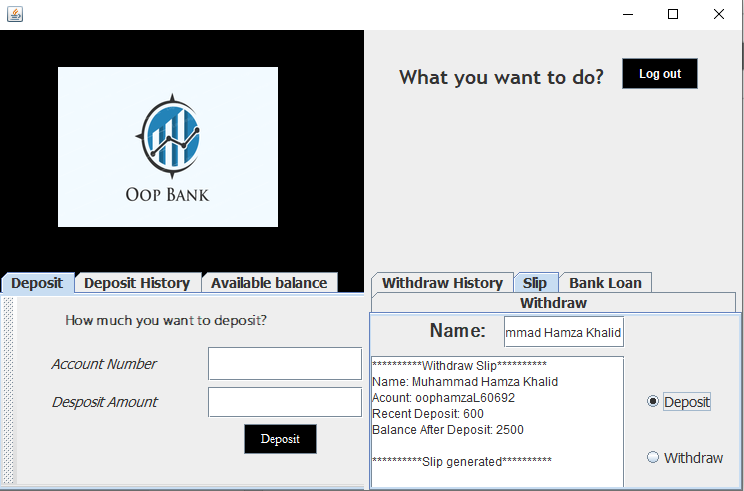 What you want to do?
Log out
OOP BANK
Deposit
Deposit History
Available balance
How much you want to deposit?
Account Number
Desposit Amount
Deposit
Withdraw History
Slip
Bank Loan
Withdraw
Name:
mmad Hamza Khalid
**********Withdraw Slip**********
Name: Muhammad Hamza Khalid
Acount: oophamzaL60692
Recent Deposit: 600
Balance After Deposit: 2500
**********Slip generated**********
Deposit
Withdraw